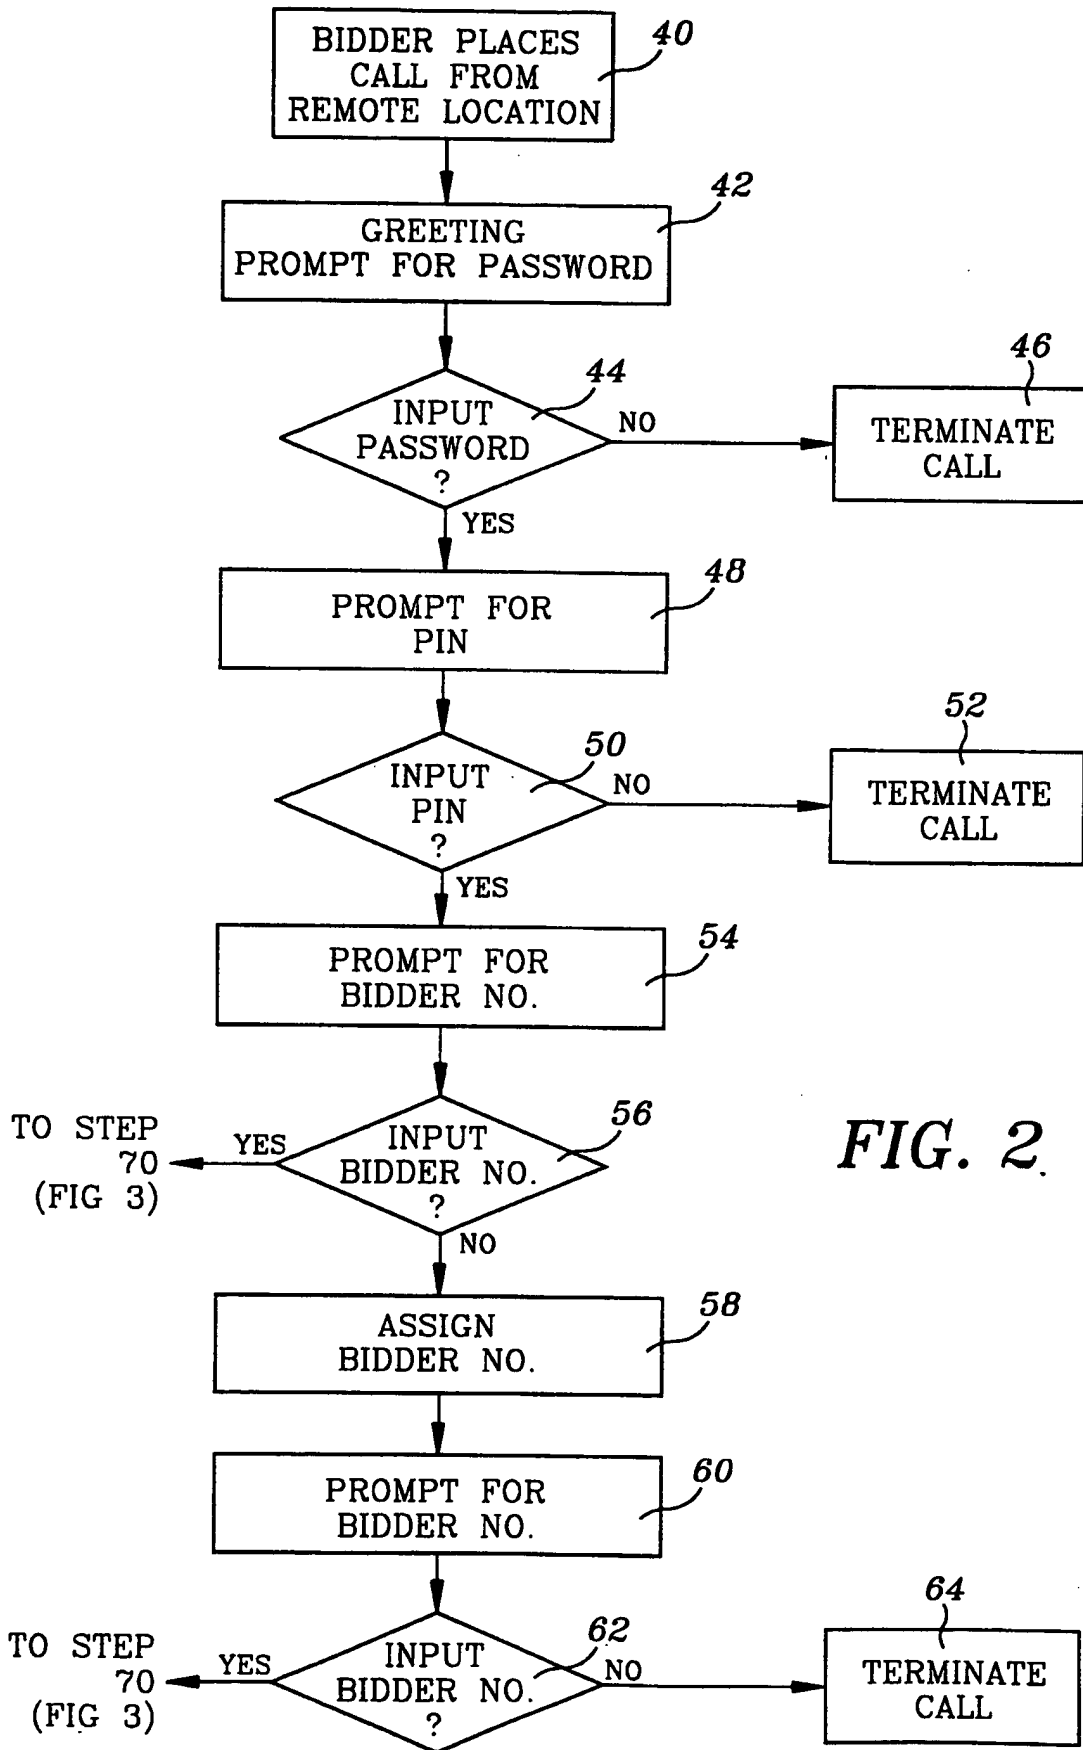 BIDDER PLACES
CALL FROM
REMOTE LOCATION
40
GREETING
PROMPT FOR PASSWORD
42
INPUT
PASSWORD
?
44
NO
TERMINATE
CALL
46
YES
PROMPT FOR
PIN
48
INPUT
PIN
?
50
NO
TERMINATE
CALL
52
YES
PROMPT FOR
BIDDER NO.
54
INPUT
BIDDER NO.
?
56
YES
TO STEP
70
(FIG 3)
FIG. 2
NO
ASSIGN
BIDDER NO.
58
PROMPT FOR
BIDDER NO.
60
INPUT
BIDDER NO.
?
62
YES
TO STEP
70
(FIG 3)
NO
TERMINATE
CALL
64